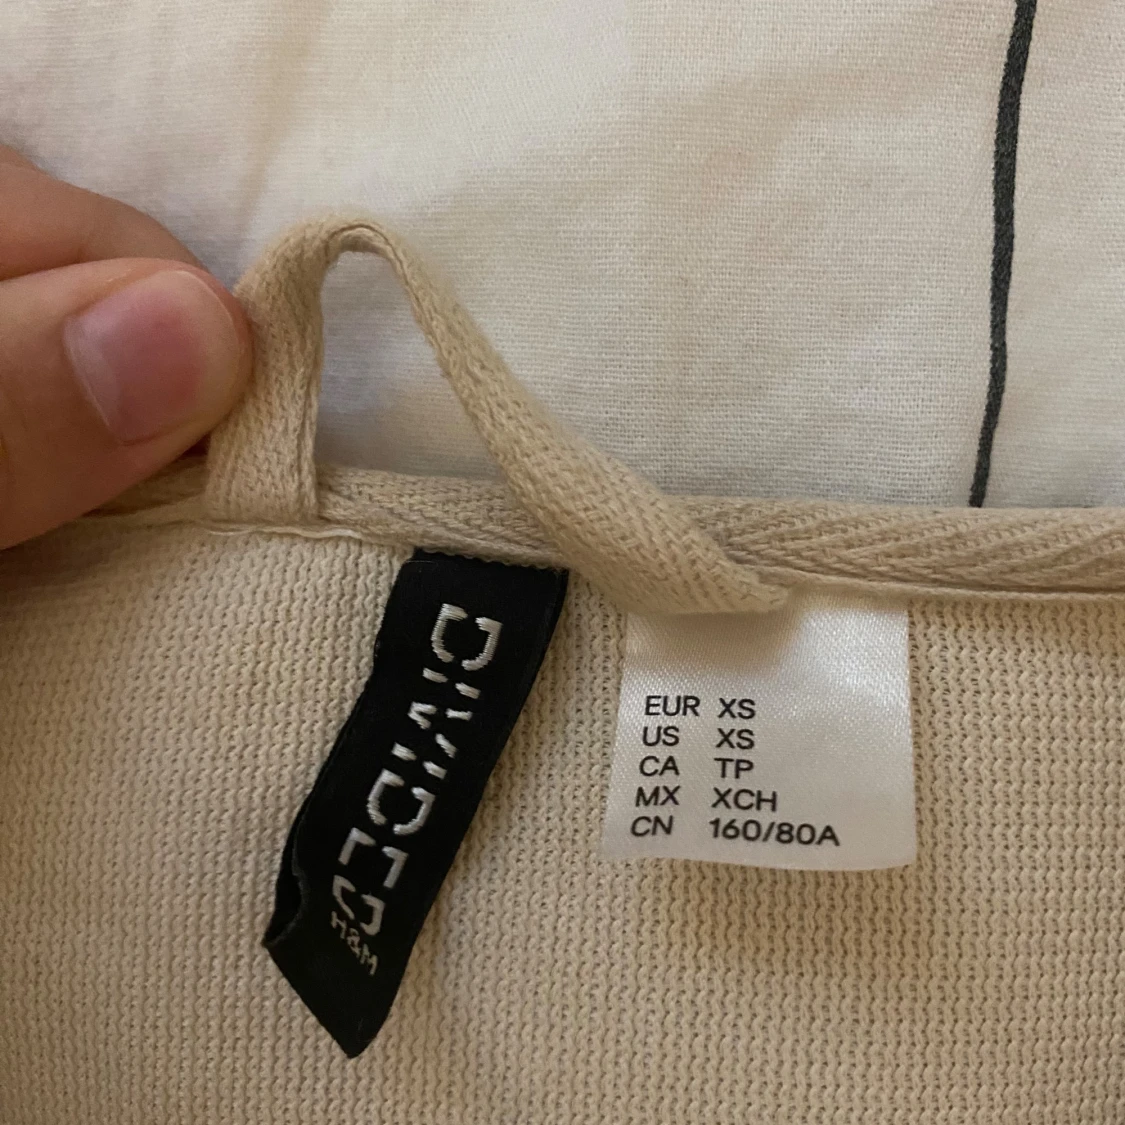 DIVIDED
H&M
EUR XS
US XS
CA TP
MX XCH
CN 160/80A